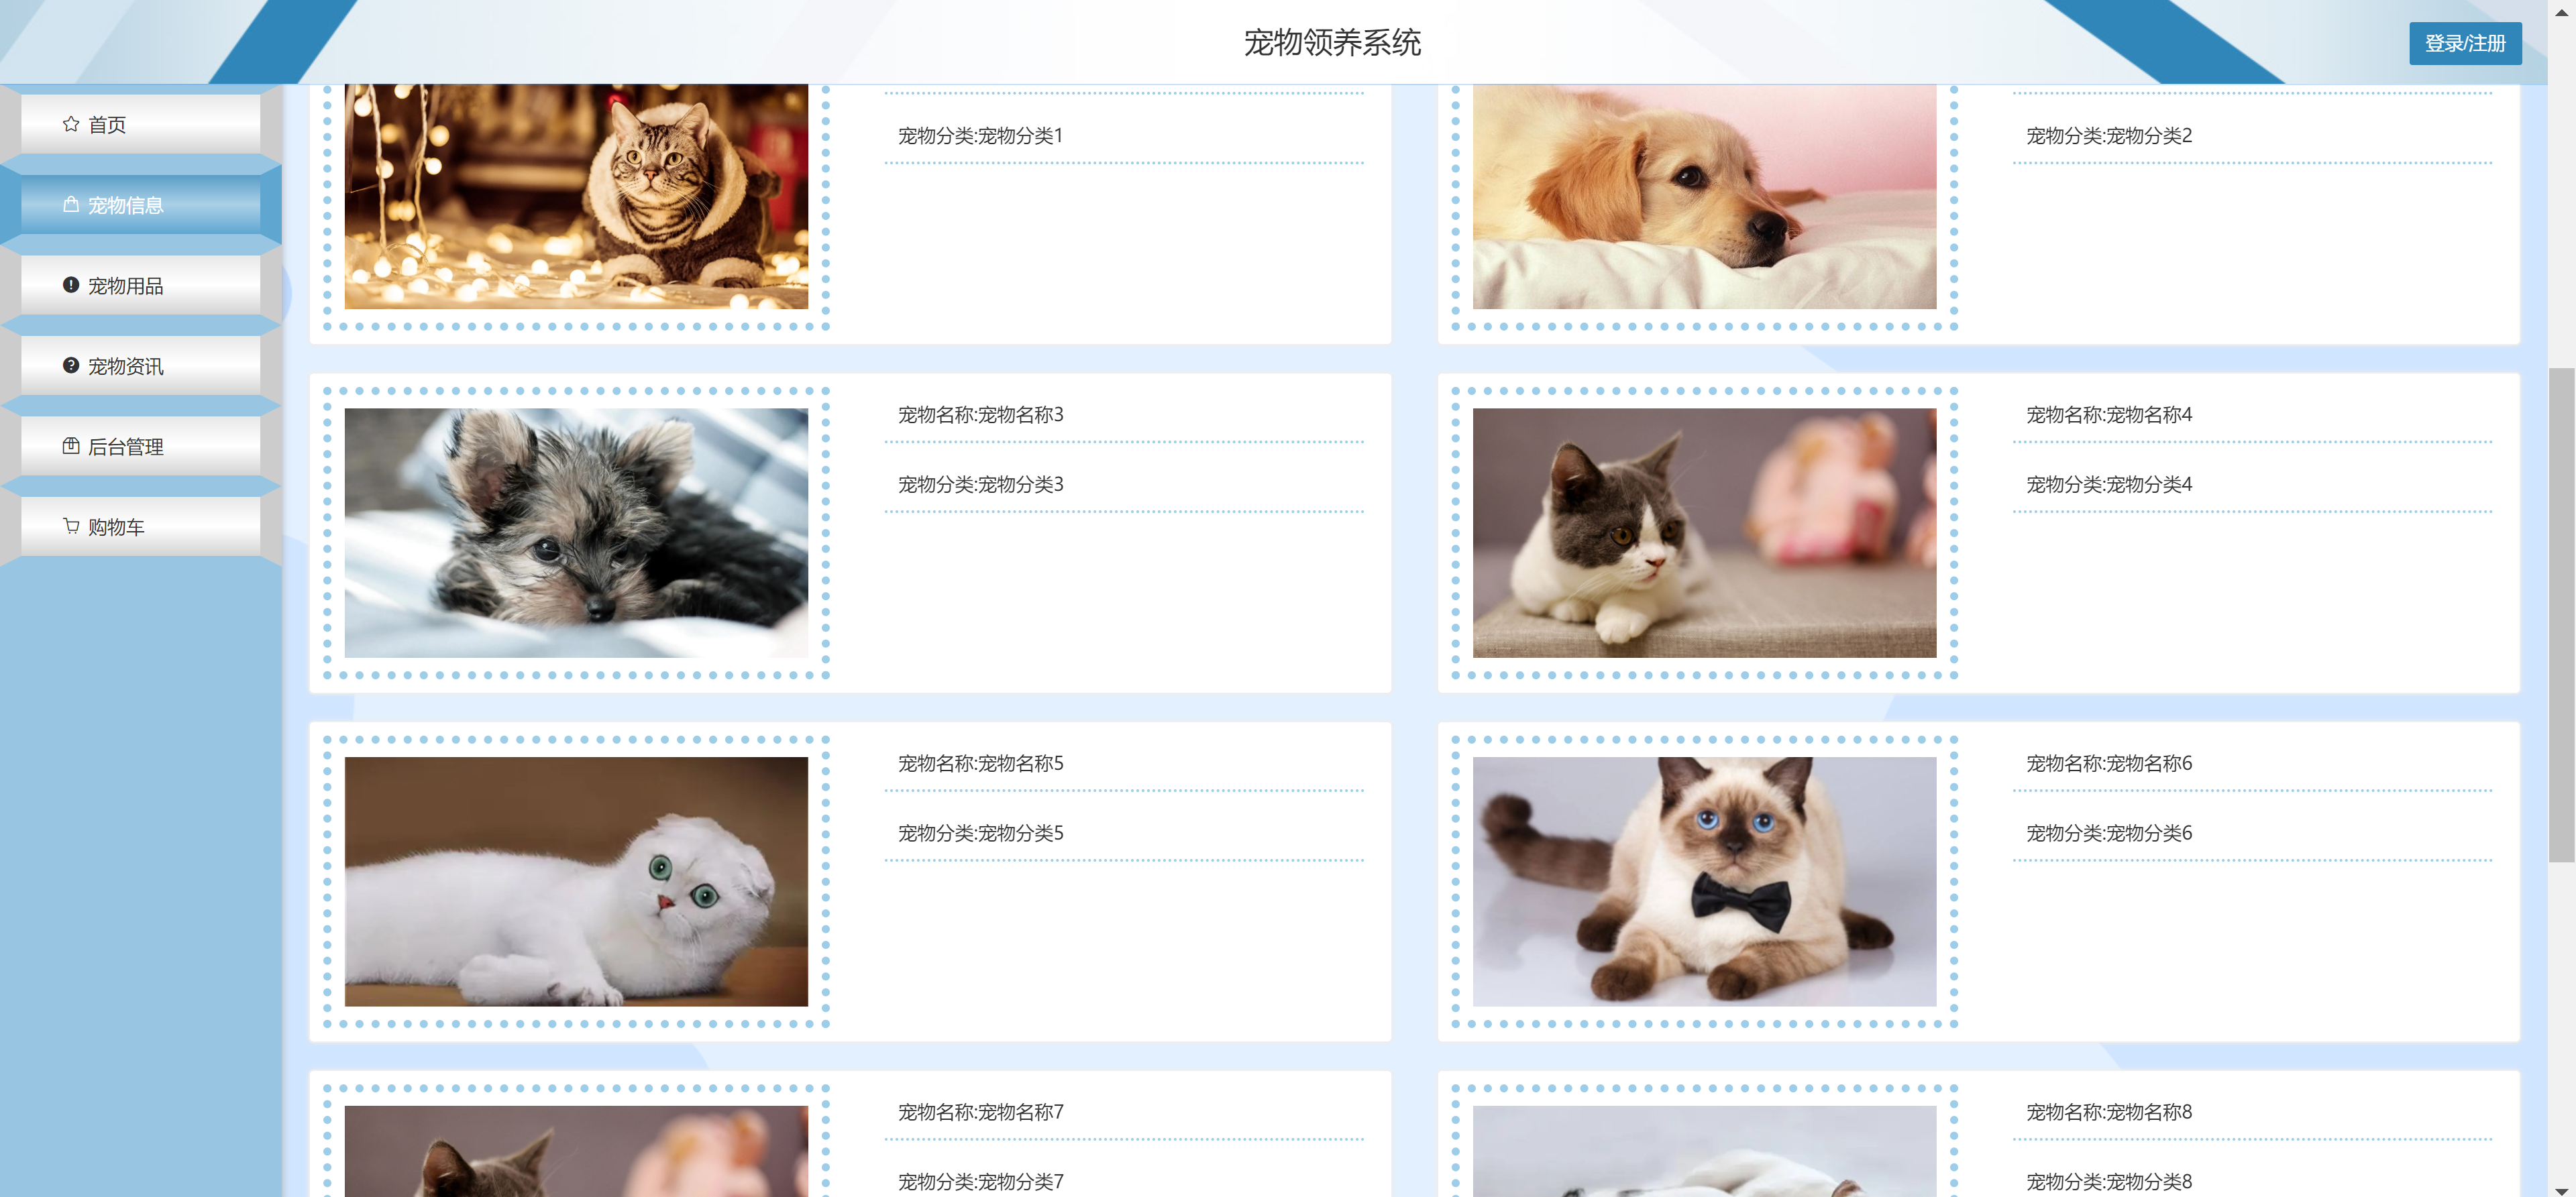 宠物领养系统
登录/注册
首页
宠物信息
宠物用品
宠物资讯
后台管理
购物车
宠物分类:宠物分类1
宠物分类:宠物分类2
宠物名称:宠物名称3
宠物分类:宠物分类3
宠物名称:宠物名称4
宠物分类:宠物分类4
宠物名称:宠物名称5
宠物分类:宠物分类5
宠物名称:宠物名称6
宠物分类:宠物分类6
宠物名称:宠物名称7
宠物分类:宠物分类7
宠物名称:宠物名称8
宠物分类:宠物分类8